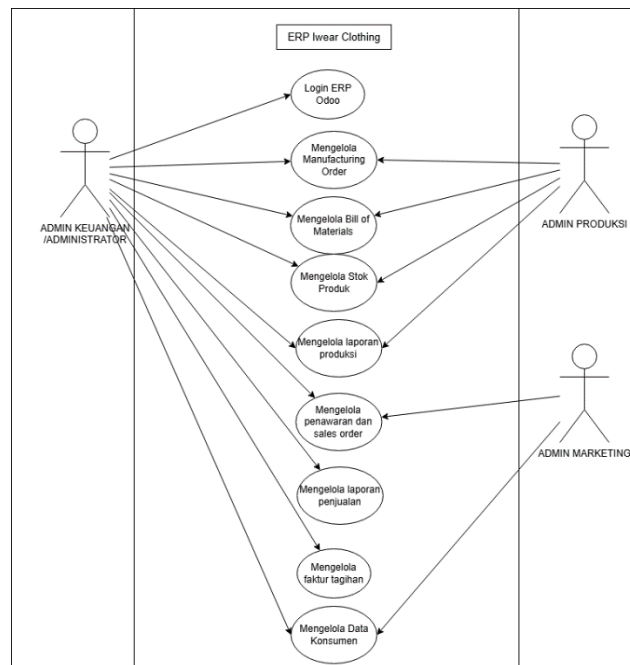 ERP Iwear Clothing
Login ERP
Odoo
Mengelola
Manufacturing
Order
Mengelola Bill of
Materials
Mengelola Stok
Produk
Mengelola laporan
produksi
Mengelola
penawaran dan
sales order
Mengelola laporan
penjualan
Mengelola
faktur tagihan
Mengelola Data
Konsumen
ADMIN KEUANGAN
/ADMINISTRATOR
ADMIN PRODUKSI
ADMIN MARKETING